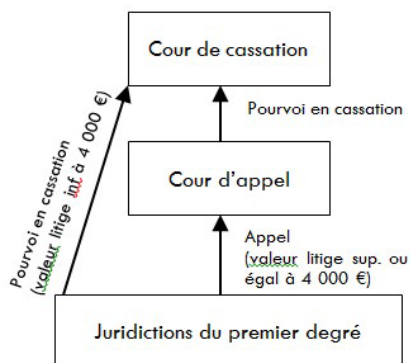 Cour de cassation
Pourvoi en cassation
(valeur litige inf à 4 000 €)
Pourvoi en cassation
Cour d'appel
Appel
(valeur litige sup. ou
égal à 4 000 €)
Juridictions du premier degré